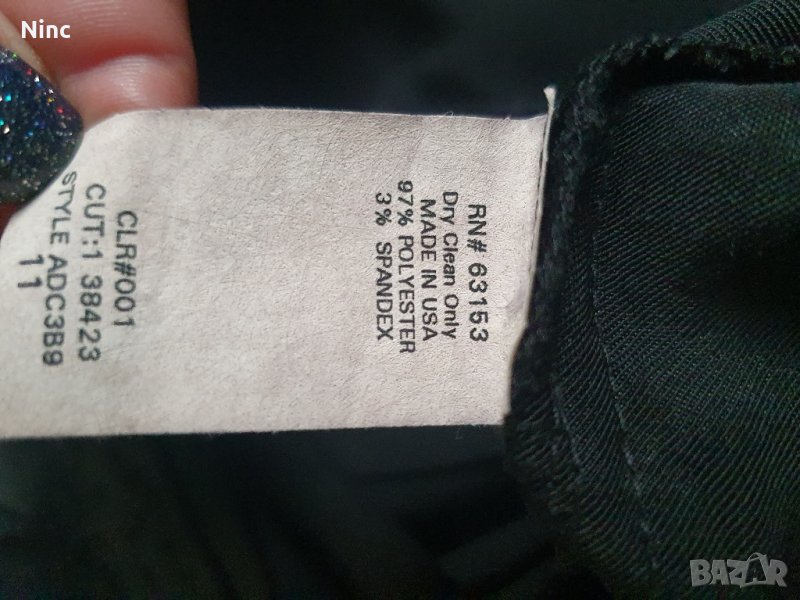 Ninc
RN# 63153
Dry Clean Only
MADE IN USA
97% POLYESTER
3% SPANDEX
CLR#001
CUT:1 38423
STYLE ADC3B9
11
BAZAR